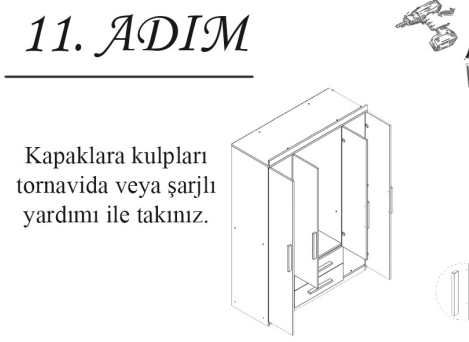 11. ADIM
Kapaklara kulpları
tornavida veya şarjlı
yardımı ile takınız.